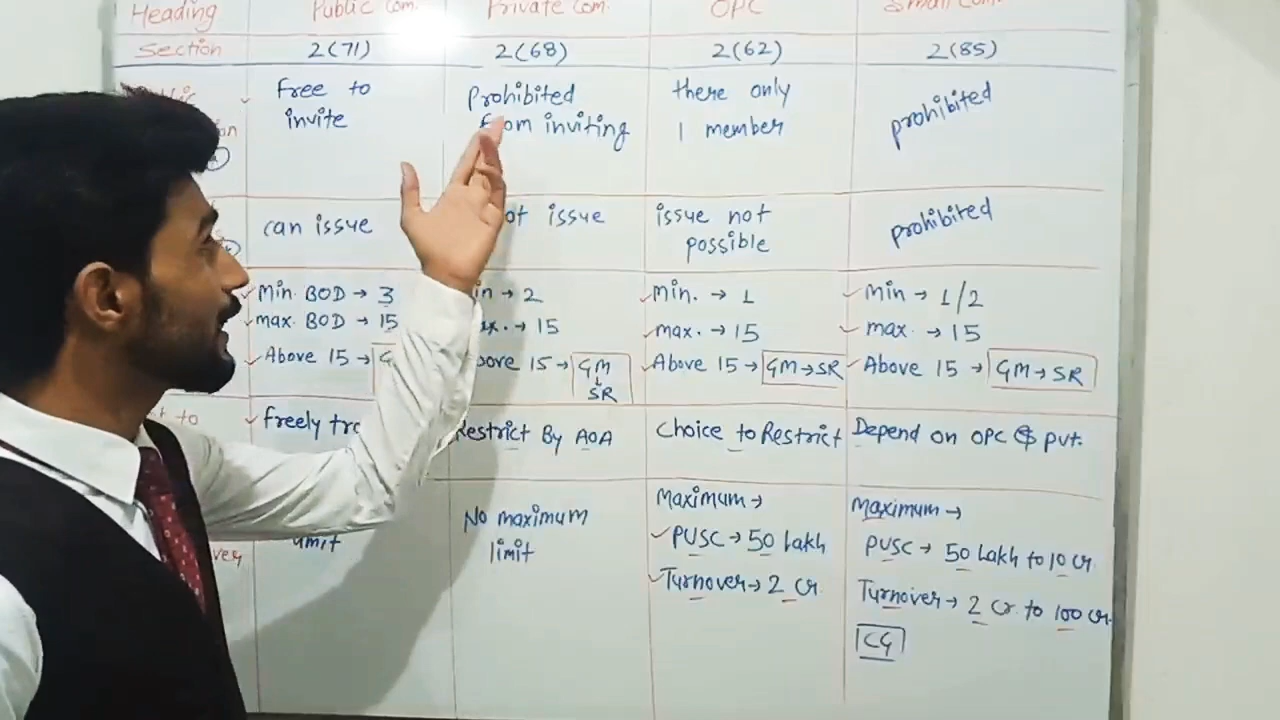 Heading Public Com. Private Com. OPC Small Com.
Section 2(71) 2(68) 2(62) 2(85)
Free to Prohibited there only prohibited
invite from inviting 1 member
can issue not issue issue not prohibited
possible
Min. BOD → 3 Min → 2 Min. → 1 Min → 1/2
max. BOD → 15 max. → 15 max. → 15 max. → 15
Above 15 → Above 15 → GM Above 15 → GM→SR Above 15 → GM→SR
SR
to freely Restrict By AOA Choice to Restrict Depend on OPC & Pvt.
No maximum Maximum → Maximum →
limit limit PUSC → 50 Lakh PUSC → 50 Lakh to 10 Cr.
Turnover → 2 Cr. Turnover → 2 Cr. to 100 Cr.
CG